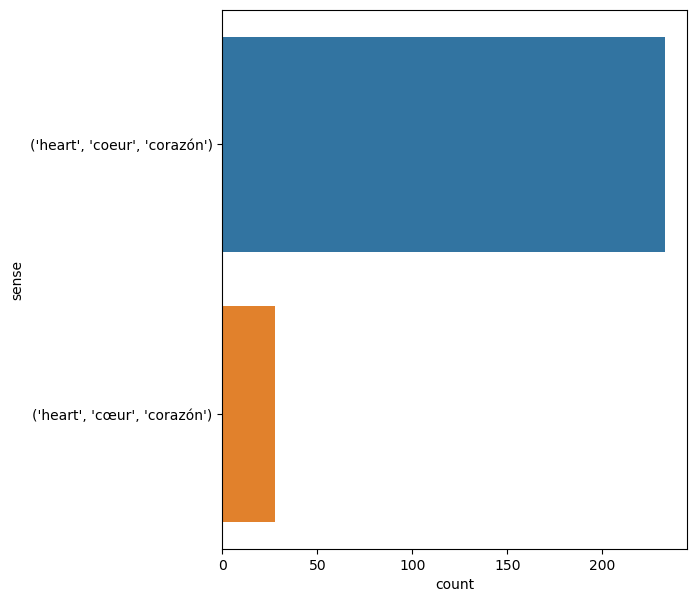 sense
('heart', 'coeur', 'corazón')
('heart', 'cœur', 'corazón')
0 50 100 150 200
count